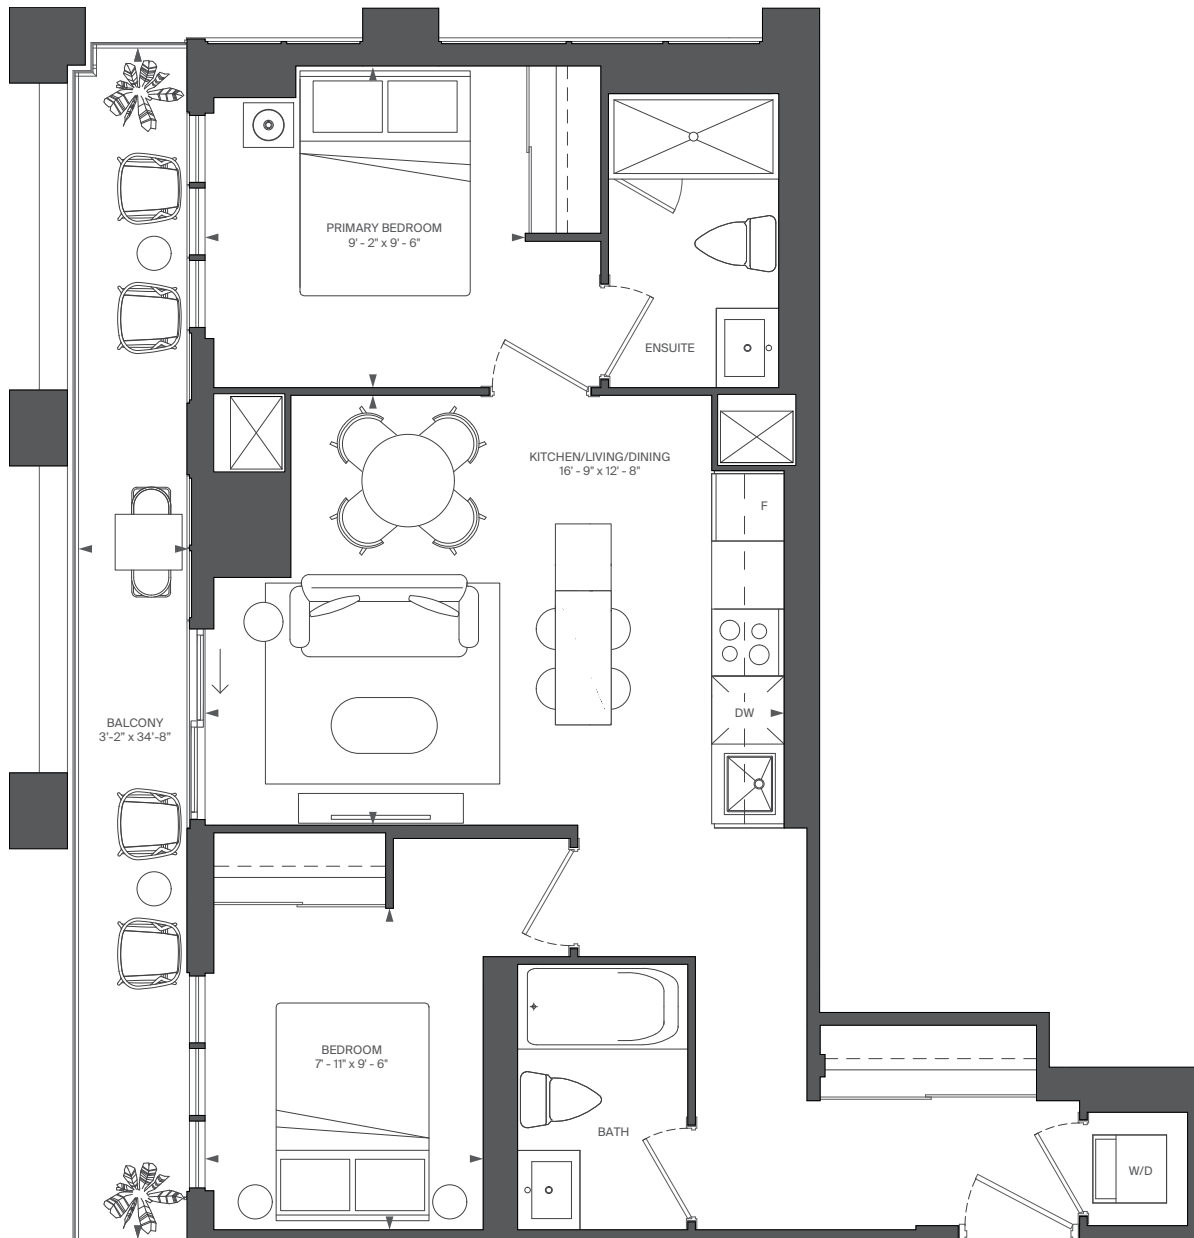 PRIMARY BEDROOM
9' - 2" x 9' - 6"
ENSUITE
KITCHEN/LIVING/DINING
16' - 9" x 12' - 8"
F
DW
BALCONY
3'-2" x 34'-8"
BEDROOM
7' - 11" x 9' - 6"
BATH
W/D